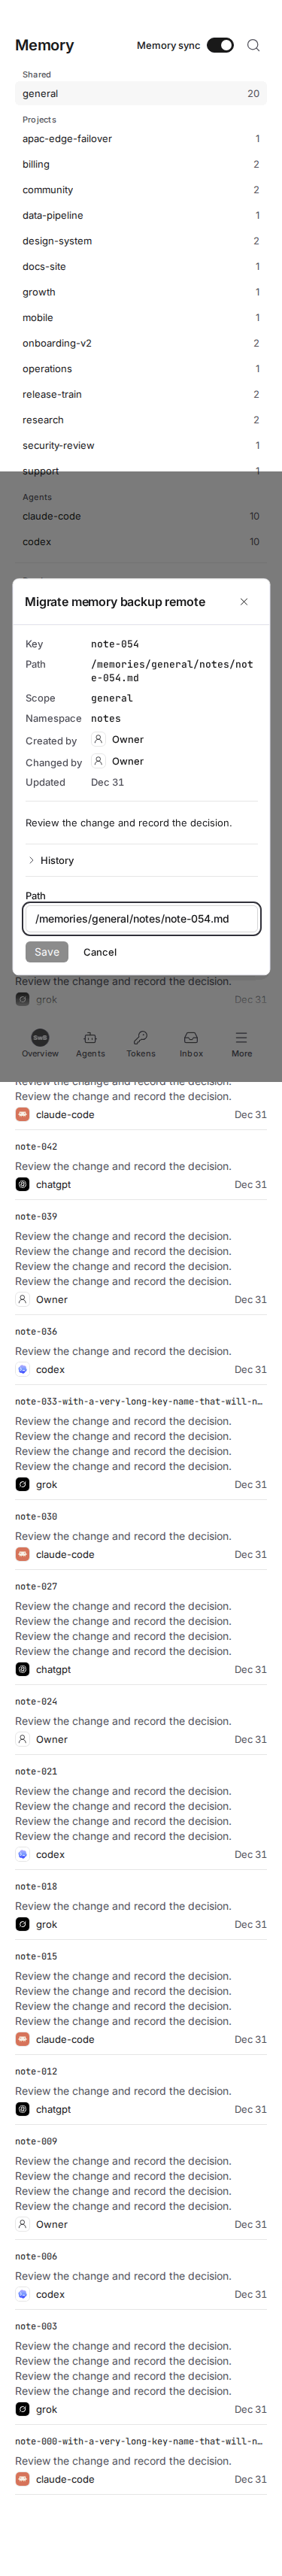 Memory
Memory sync
Shared
general 20
Projects
apac-edge-failover 1
billing 2
community 2
data-pipeline 1
design-system 2
docs-site 1
growth 1
mobile 1
onboarding-v2 2
operations 1
release-train 2
research 2
security-review 1
support 1
Agents
claude-code 10
codex 10
Migrate memory backup remote
Key note-054
Path /memories/general/notes/not
e-054.md
Scope general
Namespace notes
Created by Owner
Changed by Owner
Updated Dec 31
Review the change and record the decision.
History
Path
/memories/general/notes/note-054.md
Save Cancel
Review the change and record the decision.
grok Dec 31
Overview Agents Tokens Inbox More
Review the change and record the decision.
Review the change and record the decision.
claude-code Dec 31
note-042
Review the change and record the decision.
chatgpt Dec 31
note-039
Review the change and record the decision.
Review the change and record the decision.
Review the change and record the decision.
Review the change and record the decision.
Owner Dec 31
note-036
Review the change and record the decision.
codex Dec 31
note-033-with-a-very-long-key-name-that-will-n…
Review the change and record the decision.
Review the change and record the decision.
Review the change and record the decision.
Review the change and record the decision.
grok Dec 31
note-030
Review the change and record the decision.
claude-code Dec 31
note-027
Review the change and record the decision.
Review the change and record the decision.
Review the change and record the decision.
Review the change and record the decision.
chatgpt Dec 31
note-024
Review the change and record the decision.
Owner Dec 31
note-021
Review the change and record the decision.
Review the change and record the decision.
Review the change and record the decision.
Review the change and record the decision.
codex Dec 31
note-018
Review the change and record the decision.
grok Dec 31
note-015
Review the change and record the decision.
Review the change and record the decision.
Review the change and record the decision.
Review the change and record the decision.
claude-code Dec 31
note-012
Review the change and record the decision.
chatgpt Dec 31
note-009
Review the change and record the decision.
Review the change and record the decision.
Review the change and record the decision.
Review the change and record the decision.
Owner Dec 31
note-006
Review the change and record the decision.
codex Dec 31
note-003
Review the change and record the decision.
Review the change and record the decision.
Review the change and record the decision.
Review the change and record the decision.
grok Dec 31
note-000-with-a-very-long-key-name-that-will-n…
Review the change and record the decision.
claude-code Dec 31